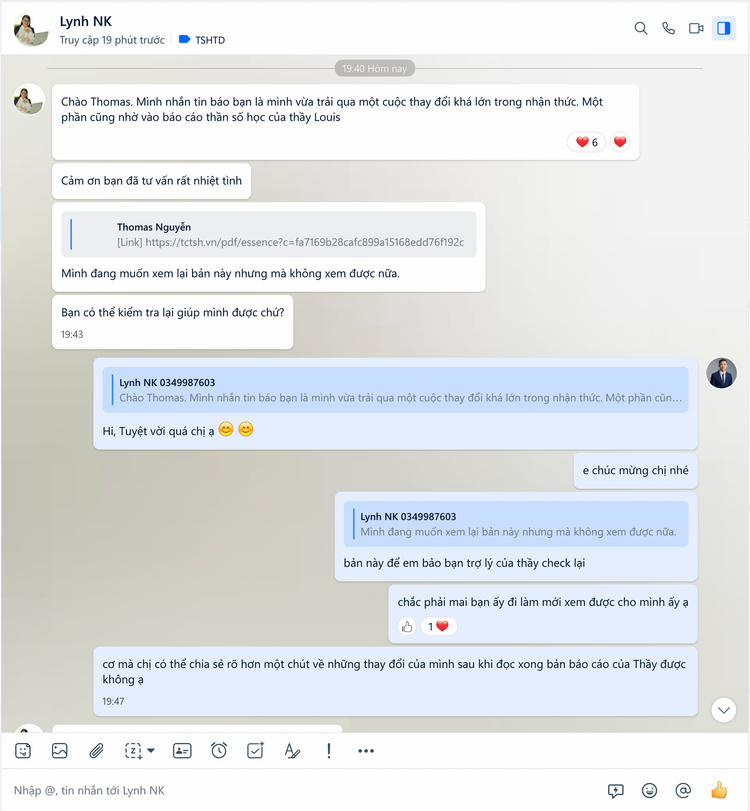 Lynh NK
Truy cập 19 phút trước
TSHTD
19:40 Hôm nay
Chào Thomas. Mình nhắn tin báo bạn là mình vừa trải qua một cuộc thay đổi khá lớn trong nhận thức. Một
phần cũng nhờ vào báo cáo thần số học của thầy Louis
6
Cảm ơn bạn đã tư vấn rất nhiệt tình
Thomas Nguyễn
[Link] https://tctsh.vn/pdf/essence?c=fa7169b28cafc899a15168edd76f192c
Mình đang muốn xem lại bản này nhưng mà không xem được nữa.
Bạn có thể kiểm tra lại giúp mình được chứ?
19:43
Lynh NK 0349987603
Chào Thomas. Mình nhắn tin báo bạn là mình vừa trải qua một cuộc thay đổi khá lớn trong nhận thức. Một phần cũn...
Hi, Tuyệt vời quá chị ạ 😊 😊
e chúc mừng chị nhé
Lynh NK 0349987603
Mình đang muốn xem lại bản này nhưng mà không xem được nữa.
bản này để em bảo bạn trợ lý của thầy check lại
chắc phải mai bạn ấy đi làm mới xem được cho mình ấy ạ
1
cơ mà chị có thể chia sẻ rõ hơn một chút về những thay đổi của mình sau khi đọc xong bản báo cáo của Thầy được
không ạ
19:47
Nhập @, tin nhắn tới Lynh NK